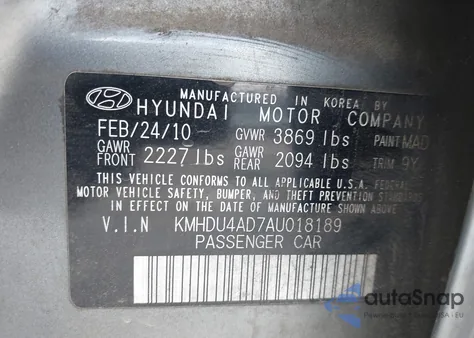 MANUFACTURED IN KOREA BY
HYUNDAI MOTOR COMPANY
FEB/24/10 GVWR 3869 lbs PAINT MAD
GAWR FRONT 2227 lbs GAWR REAR 2094 lbs TRIM 9Y
THIS VEHICLE CONFORMS TO ALL APPLICABLE U.S.A. FEDERAL
MOTOR VEHICLE SAFETY, BUMPER, AND THEFT PREVENTION STANDARDS
IN EFFECT ON THE DATE OF MANUFACTURE SHOWN ABOVE.
V.I.N KMHDU4AD7AU018189
PASSENGER CAR
autoSnap